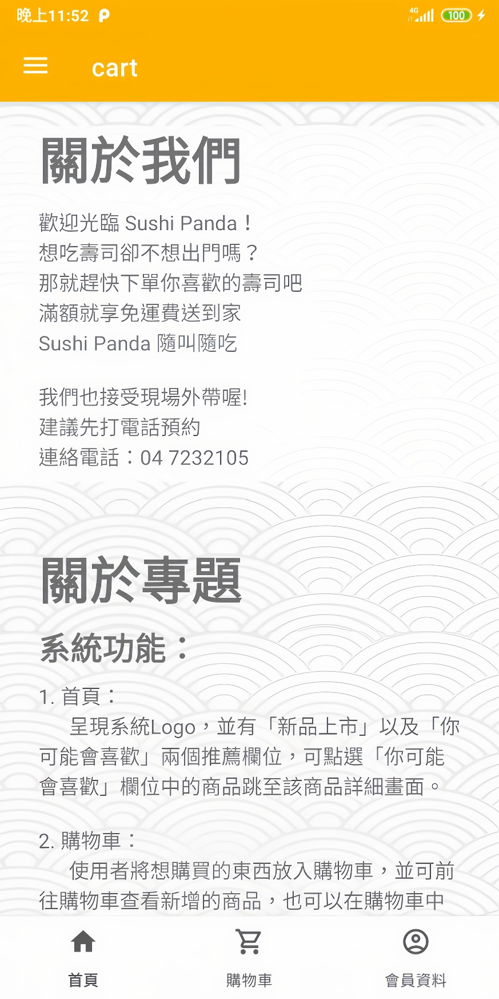 晚上11:52
4G
100
cart
關於我們
歡迎光臨 Sushi Panda！
想吃壽司卻不想出門嗎？
那就趕快下單你喜歡的壽司吧
滿額就享免運費送到家
Sushi Panda 隨叫隨吃
我們也接受現場外帶喔!
建議先打電話預約
連絡電話：04 7232105
關於專題
系統功能：
1. 首頁：
呈現系統Logo，並有「新品上市」以及「你
可能會喜歡」兩個推薦欄位，可點選「你可能
會喜歡」欄位中的商品跳至該商品詳細畫面。
2. 購物車：
使用者將想購買的東西放入購物車，並可前
往購物車查看新增的商品，也可以在購物車中
首頁
購物車
會員資料